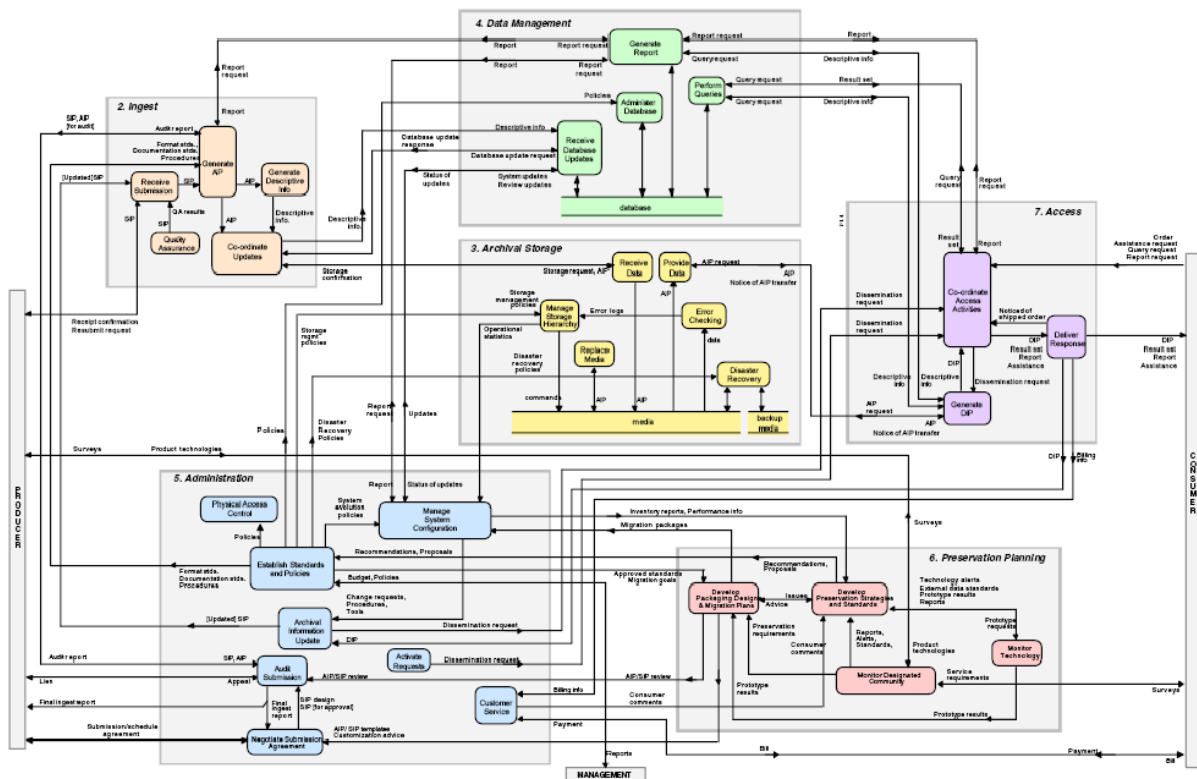 4. Data Management
Generate
Report
Report request
Report
Report
Report request
Report
Report
request
Report request
Report
Query request
Descriptive info
Query request
Result set
Perform
Queries
Query request
Descriptive info
Policies
Administer
Database
Descriptive info
Receive
Database
Updates
Database update
response
Database update request
Status of
updates
System updates
Review updates
database
2. Ingest
Report
request
Report
SIP, AIP
[for audit]
Audit report
Format stds.,
Documentation stds.
Procedures
Generate
AIP
[Updated] SIP
Receive
Submission
SIP
AIP
Generate
Descriptive
Info
QA results
SIP
SIP
Quality
Assurance
AIP
Descriptive
info.
Descriptive
info.
Co-ordinate
Updates
Storage
confirmation
Receipt confirmation
Resubmit request
3. Archival Storage
Storage request, AIP
Receive
Data
Provide
Data
AIP request
AIP
Notice of AIP transfer
Storage
management
policies
Manage
Storage
Hierarchy
Error logs
Error
Checking
AIP
data
Operational
statistics
Replace
Media
Disaster
recovery
policies
Disaster
Recovery
commands
AIP
AIP
media
backup
media
7. Access
Query
request
Report
request
Result
set
Report
Order
Assistance request
Query request
Report request
Co-ordinate
Access
Activities
Dissemination
request
Dissemination
request
Noticed of
shipped order
Deliver
Response
DIP
Result set
Report
Assistance
DIP
Result set
Report
Assistance
DIP
Descriptive
info
Descriptive
info
Dissemination request
Generate
DIP
AIP
request
AIP
Notice of AIP transfer
DIP
Billing
info
PRODUCER
CONSUMER
Surveys
Product technologies
Storage
mgmt
policies
Policies
Disaster
Recovery
Policies
Report
request
Updates
5. Administration
Report
Status of updates
Physical Access
Control
Policies
System
evolution
policies
Manage
System
Configuration
Inventory reports, Performance info
Migration packages
Surveys
Establish Standards
and Policies
Recommendations, Proposals
Format stds.
Documentation stds.
Procedures
Budget, Policies
Approved standards
Migration goals
Change requests,
Procedures,
Tools
[Updated] SIP
Archival
Information
Update
Dissemination request
DIP
Activate
Requests
Dissemination request
Audit report
SIP, AIP
Audit
Submission
Lien
Appeal
AIP/SIP review
Final ingest report
Final
ingest
report
SIP design
SIP (for approval)
Customer
Service
Billing info
Consumer
comments
Payment
Submission/schedule
agreement
Negotiate Submission
Agreement
AIP/ SIP templates
Customization advice
Reports
MANAGEMENT
Bill
Payment
Bill
6. Preservation Planning
Recommendations,
Proposals
Technology alerts
External data standards
Prototype results
Reports
Develop
Packaging Design
& Migration Plans
Issues
Advice
Develop
Preservation Strategies
and Standards
Preservation
requirements
Consumer
comments
Reports,
Alerts,
Standards,
Product
technologies
Prototype
requests
Monitor
Technology
Monitor Designated
Community
Service
requirements
Surveys
Prototype
results
Prototype results